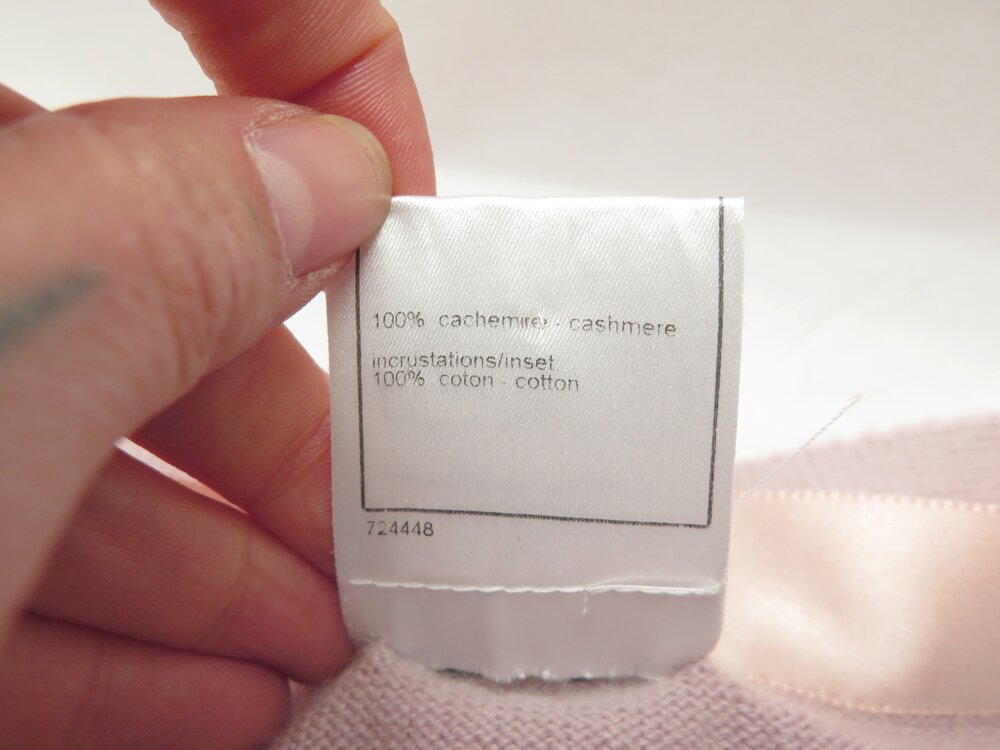 100% cachemire - cashmere
incrustations/inset
100% coton - cotton
724448